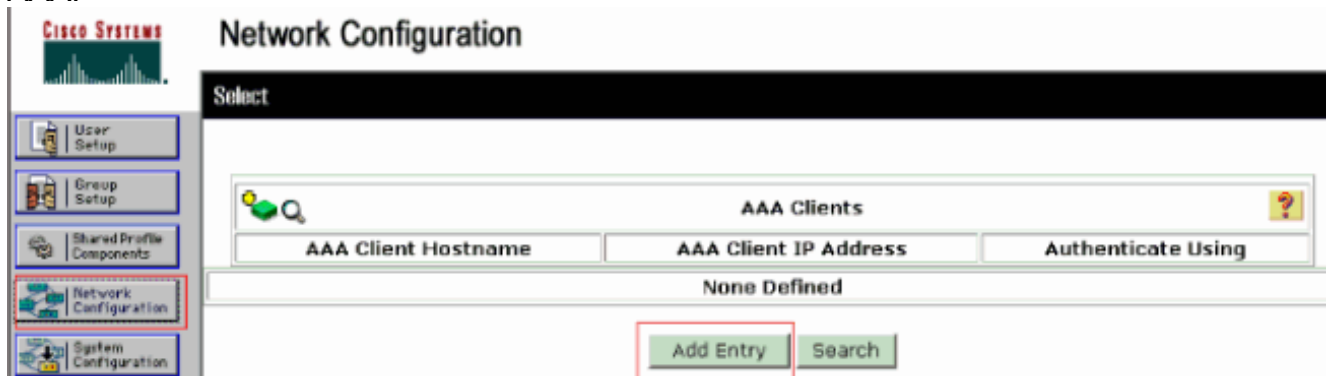 CISCO SYSTEMS
Network Configuration
Select
User
Setup
Group
Setup
Shared Profile
Components
Network
Configuration
System
Configuration
AAA Clients
?
AAA Client Hostname
AAA Client IP Address
Authenticate Using
None Defined
Add Entry
Search